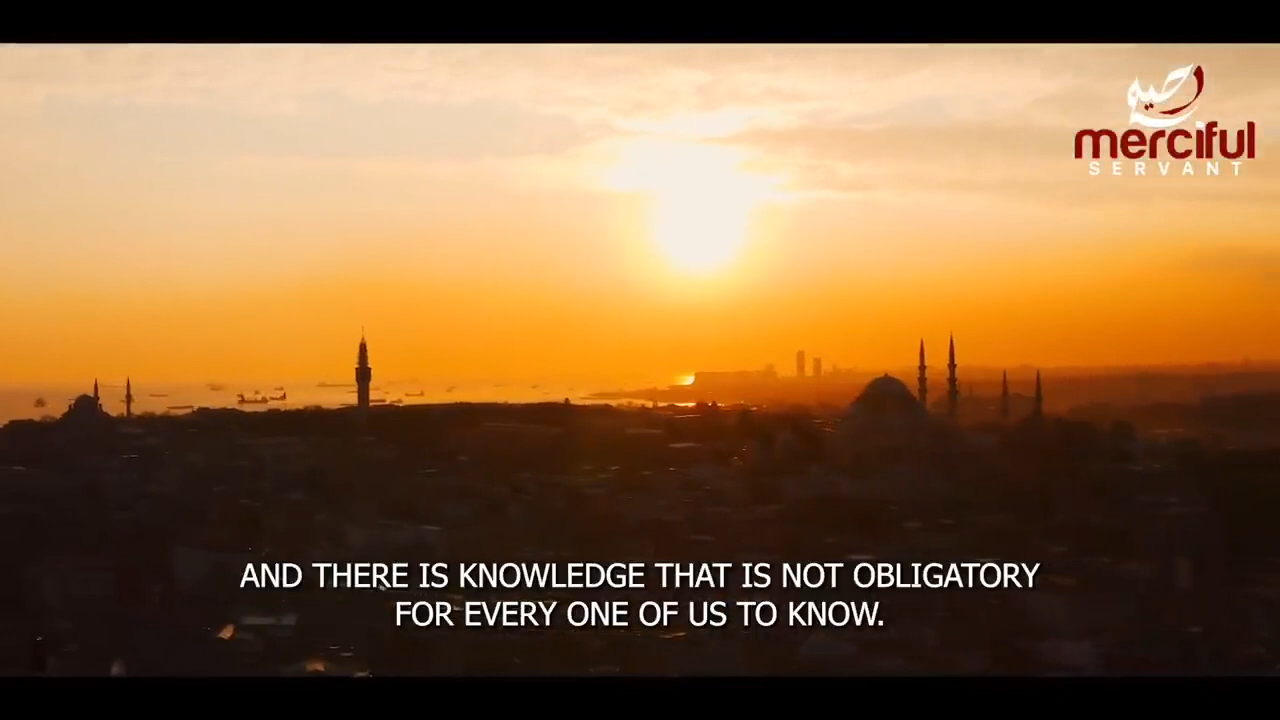 merciful
SERVANT
AND THERE IS KNOWLEDGE THAT IS NOT OBLIGATORY
FOR EVERY ONE OF US TO KNOW.